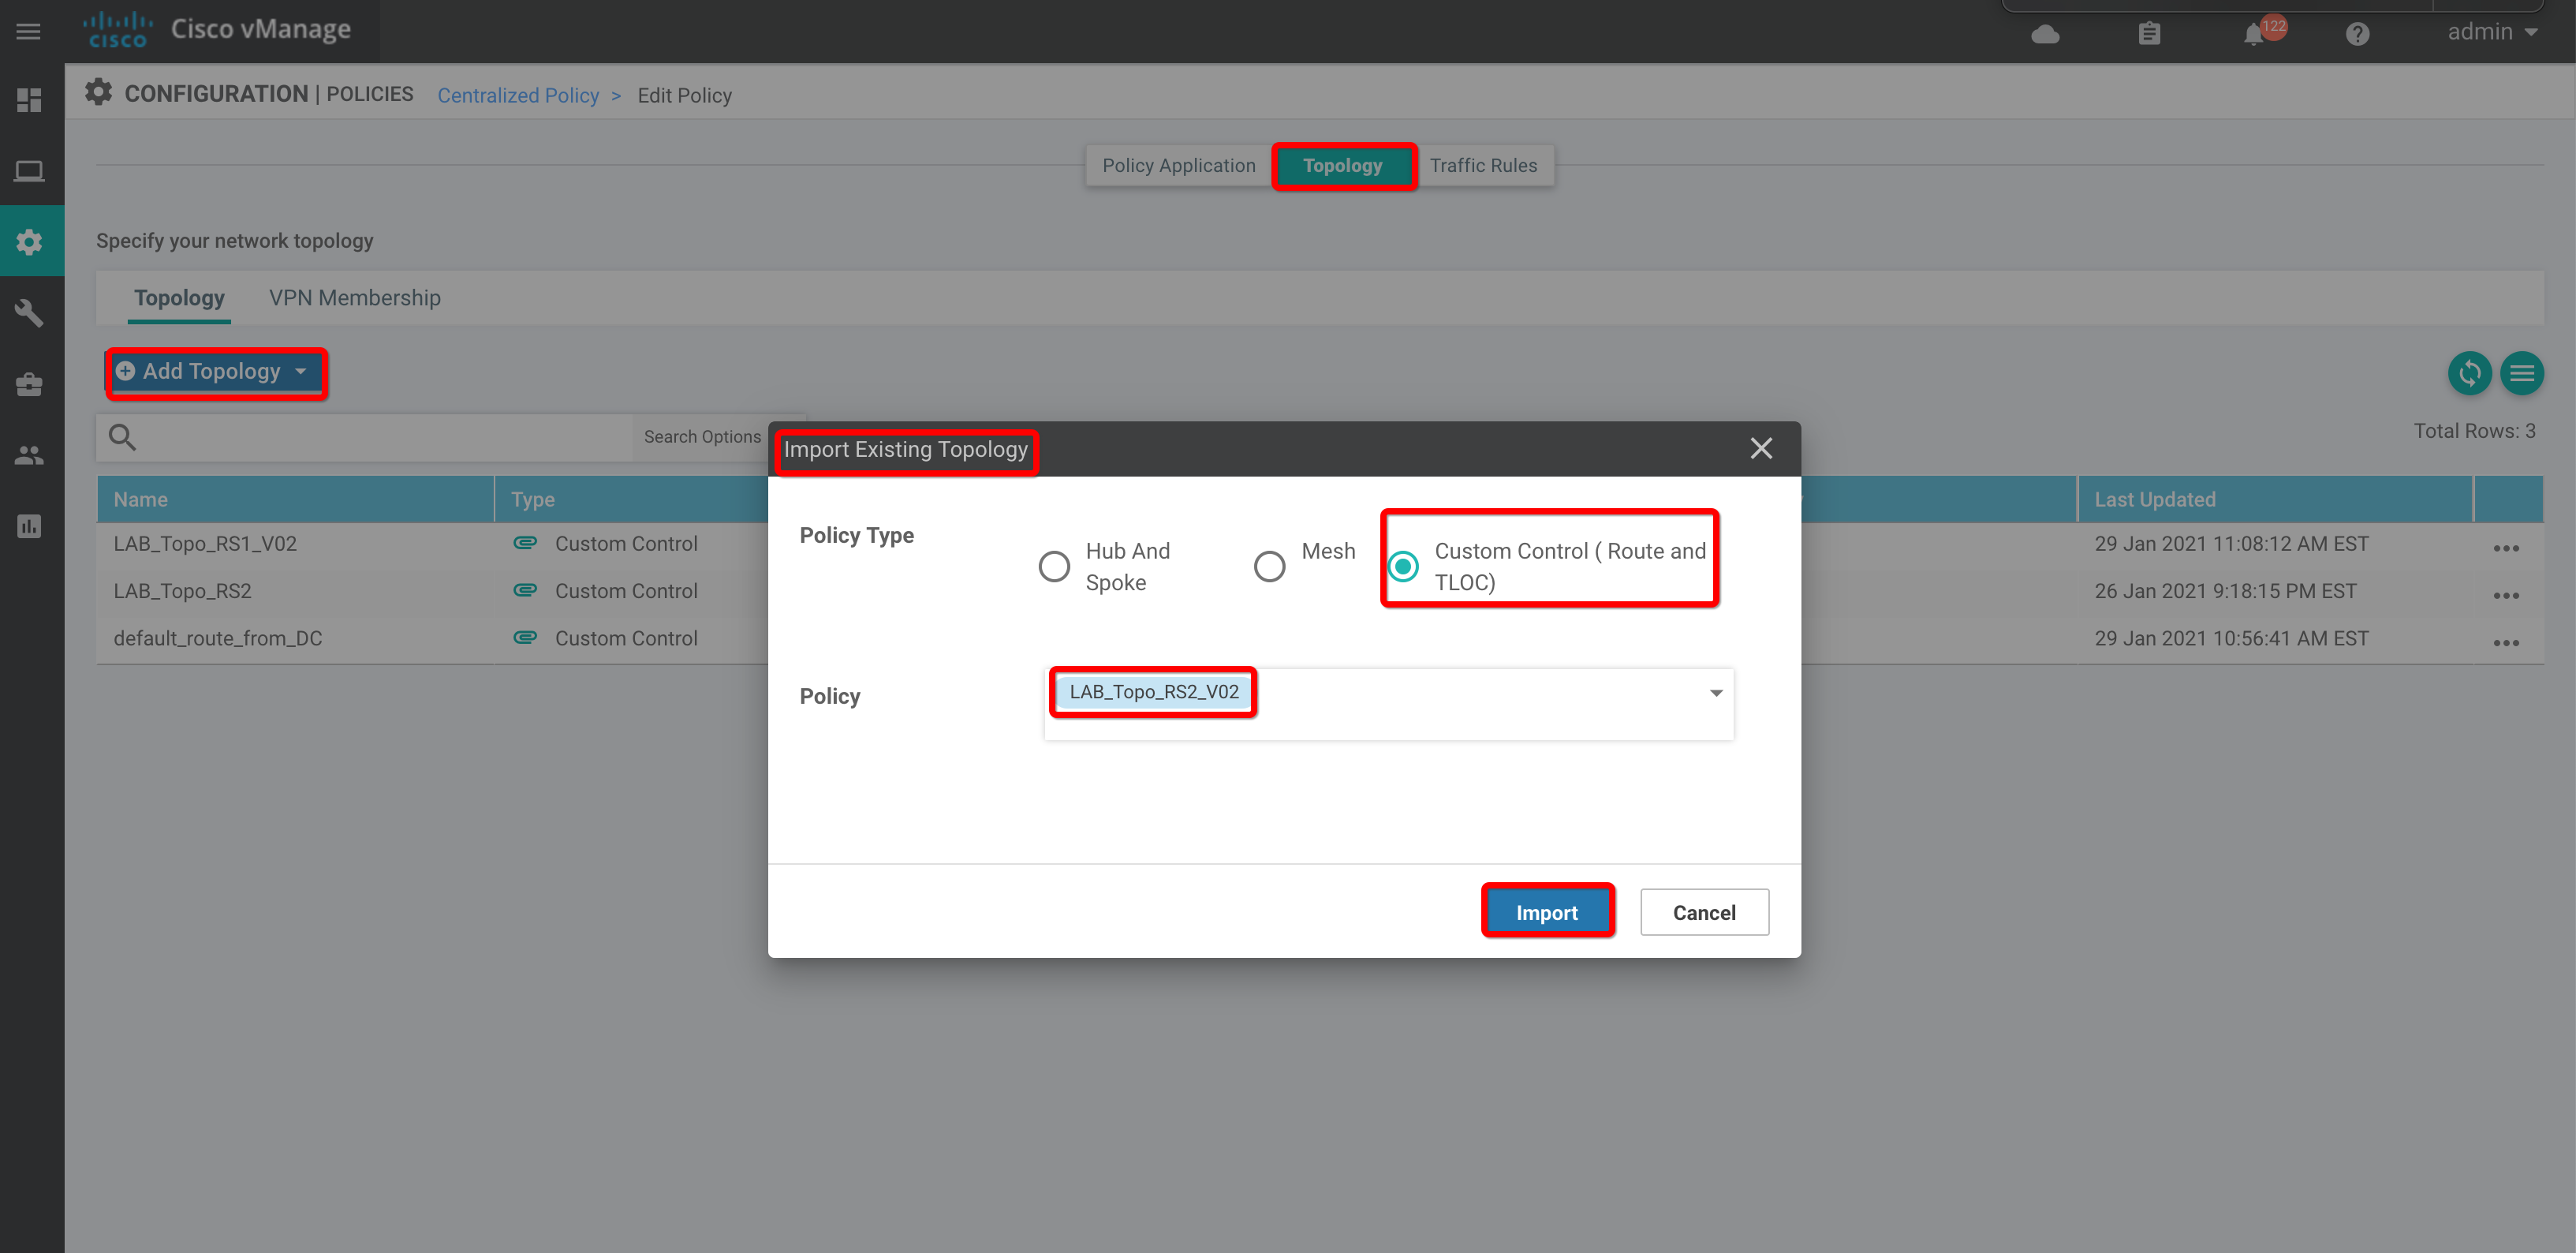 CISCO
Cisco vManage
122
admin
CONFIGURATION | POLICIES Centralized Policy > Edit Policy
Policy Application Topology Traffic Rules
Specify your network topology
Topology VPN Membership
Add Topology
Search Options
Total Rows: 3
Import Existing Topology
Name Type Last Updated
LAB_Topo_RS1_V02 Custom Control 29 Jan 2021 11:08:12 AM EST
LAB_Topo_RS2 Custom Control 26 Jan 2021 9:18:15 PM EST
default_route_from_DC Custom Control 29 Jan 2021 10:56:41 AM EST
Policy Type
Hub And
Spoke
Mesh
Custom Control ( Route and
TLOC)
Policy
LAB_Topo_RS2_V02
Import Cancel